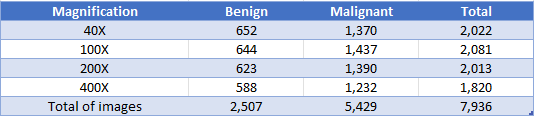 Magnification Benign Malignant Total
40X 652 1,370 2,022
100X 644 1,437 2,081
200X 623 1,390 2,013
400X 588 1,232 1,820
Total of images 2,507 5,429 7,936